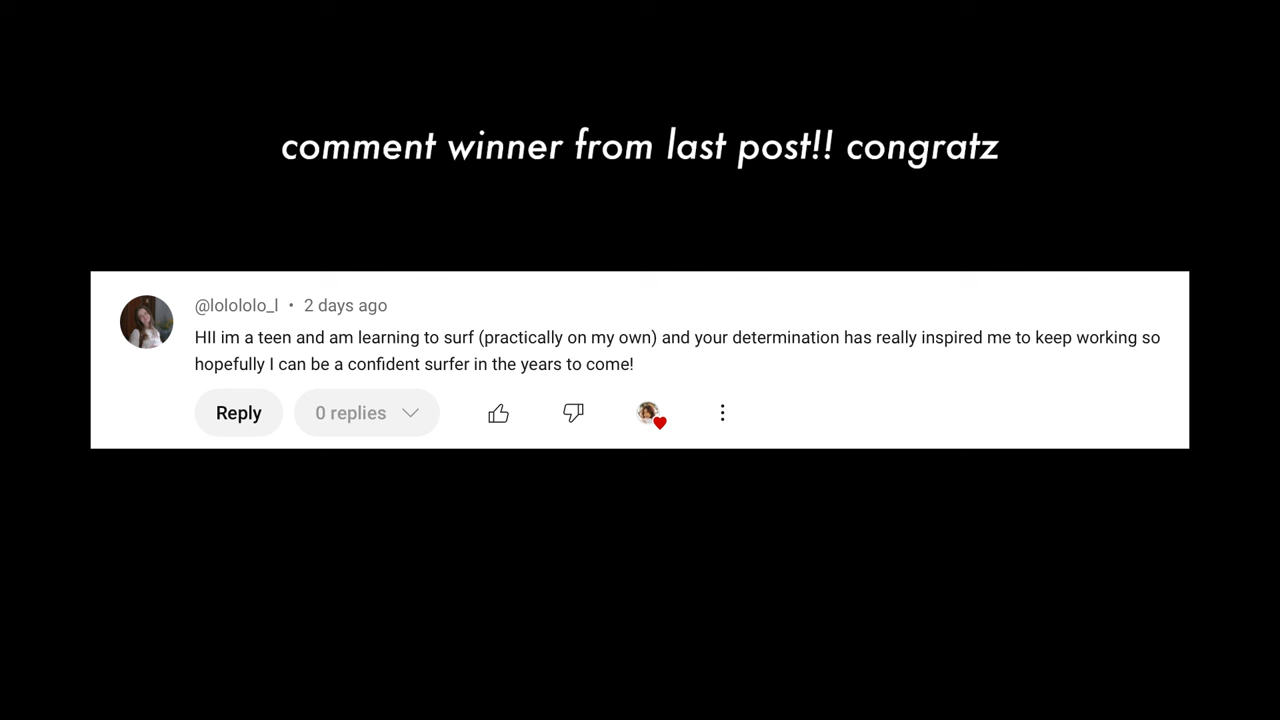 comment winner from last post!! congratz
@lolololo_l • 2 days ago
HII im a teen and am learning to surf (practically on my own) and your determination has really inspired me to keep working so
hopefully I can be a confident surfer in the years to come!
Reply 0 replies